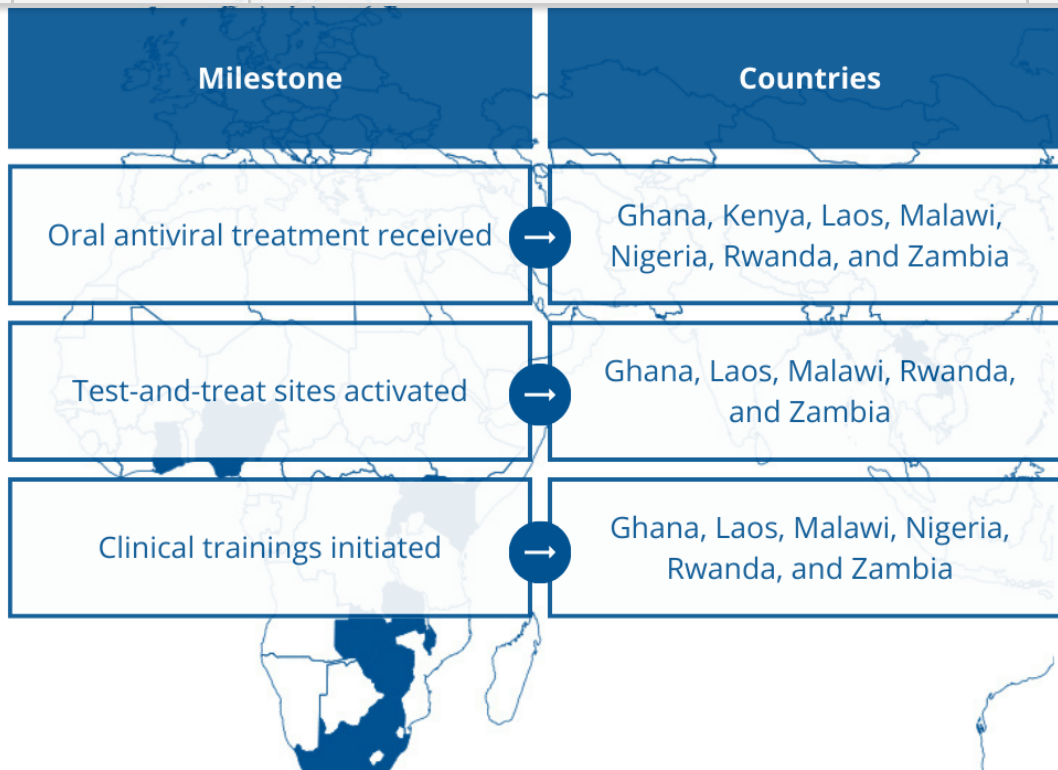 Milestone
Countries
Oral antiviral treatment received
Ghana, Kenya, Laos, Malawi,
Nigeria, Rwanda, and Zambia
Test-and-treat sites activated
Ghana, Laos, Malawi, Rwanda,
and Zambia
Clinical trainings initiated
Ghana, Laos, Malawi, Nigeria,
Rwanda, and Zambia